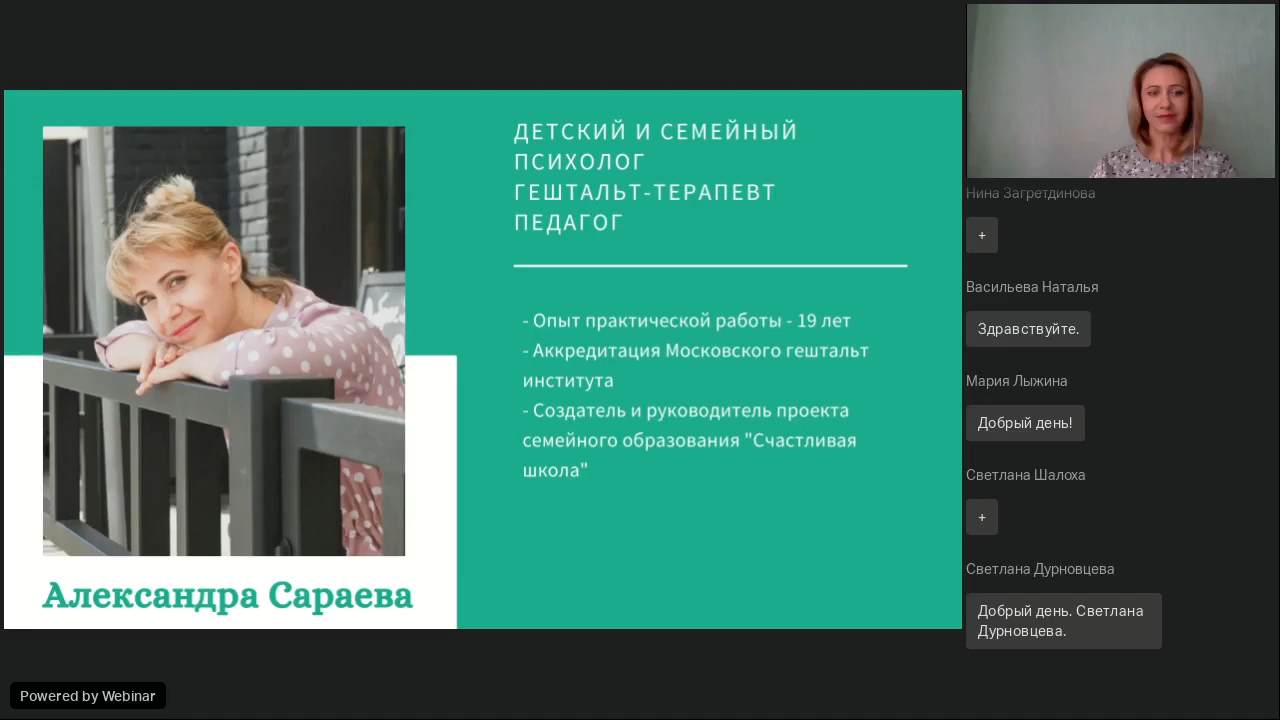 ДЕТСКИЙ И СЕМЕЙНЫЙ
ПСИХОЛОГ
ГЕШТАЛЬТ-ТЕРАПЕВТ
ПЕДАГОГ
- Опыт практической работы - 19 лет
- Аккредитация Московского гештальт
института
- Создатель и руководитель проекта
семейного образования "Счастливая
школа"
Александра Сараева
Нина Загретдинова
+
Васильева Наталья
Здравствуйте.
Мария Лыжина
Добрый день!
Светлана Шалоха
+
Светлана Дурновцева
Добрый день. Светлана
Дурновцева.
Powered by Webinar